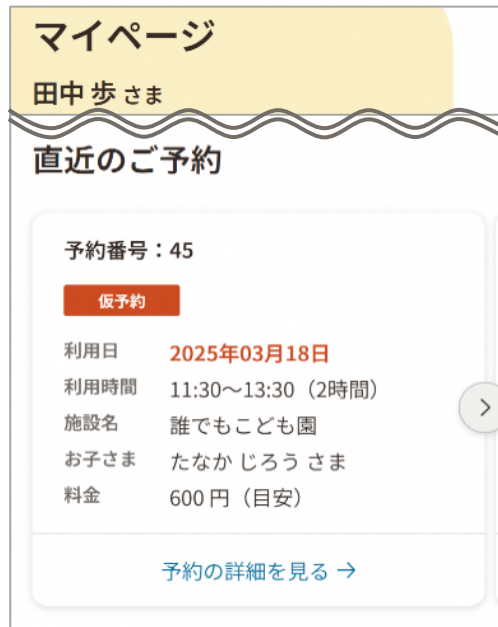 マイページ
田中 歩 さま
直近のご予約
予約番号：45
仮予約
利用日 2025年03月18日
利用時間 11:30～13:30（2時間）
施設名 誰でもこども園
お子さま たなか じろう さま
料金 600 円（目安）
予約の詳細を見る →